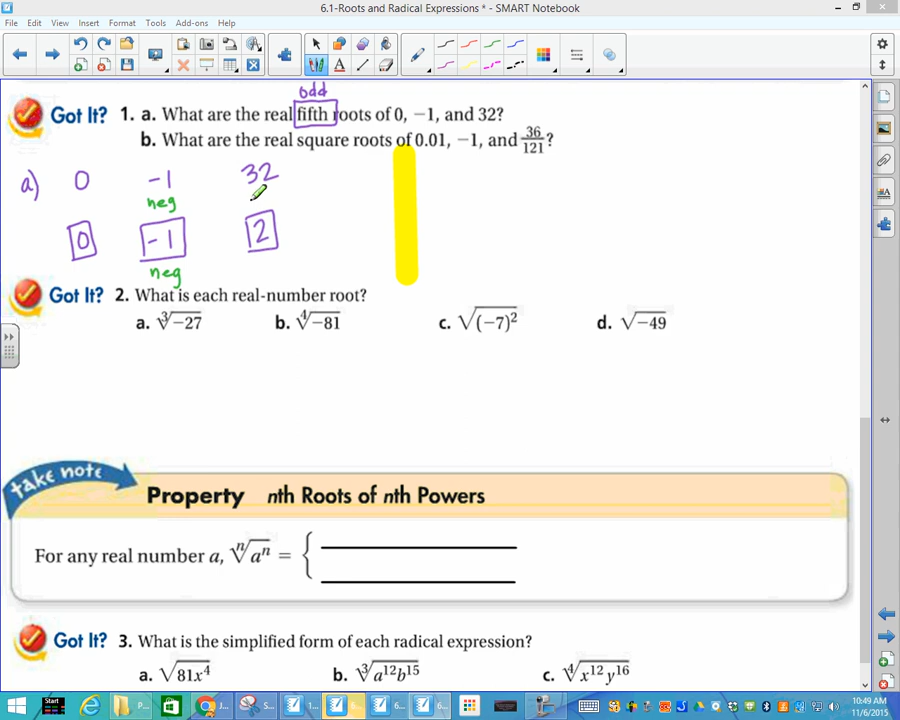 6.1-Roots and Radical Expressions * - SMART Notebook
File Edit View Insert Format Tools Add-ons Help
odd
Got It? 1. a. What are the real fifth roots of 0, −1, and 32?
b. What are the real square roots of 0.01, −1, and 36/121?
a) 0 -1 32
neg
0 -1 2
neg
Got It? 2. What is each real-number root?
a. ∛−27 b. ∜−81 c. √(−7)² d. √−49
take note
Property nth Roots of nth Powers
For any real number a, ⁿ√aⁿ = {
Got It? 3. What is the simplified form of each radical expression?
a. √81x⁴ b. ∛a¹²b¹⁵ c. ∜x¹²y¹⁶
Start P... J... S... 1... 6... 6... 10:49 AM
11/6/2015